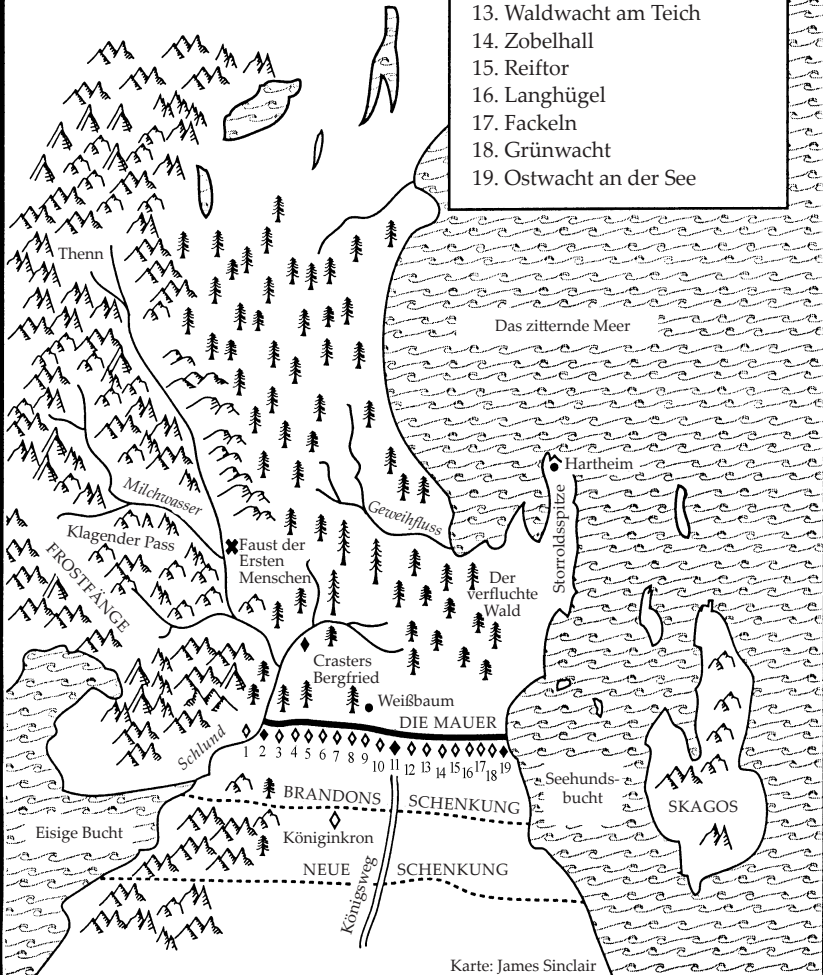 13. Waldwacht am Teich
14. Zobelhall
15. Reiftor
16. Langhügel
17. Fackeln
18. Grünwacht
19. Ostwacht an der See
Thenn
Das zitternde Meer
Hartheim
Milchwasser
Geweihfluss
Storroldsspitze
Klagender Pass
FROSTFÄNGE
Faust der
Ersten
Menschen
Der
verfluchte
Wald
Crasters
Bergfried
Weißbaum
DIE MAUER
Schlund
1 2 3 4 5 6 7 8 9 10 11 12 13 14 15 16 17 18 19
Seehunds-
bucht
SKAGOS
BRANDONS SCHENKUNG
Eisige Bucht
Königinkron
NEUE SCHENKUNG
Königsweg
Karte: James Sinclair